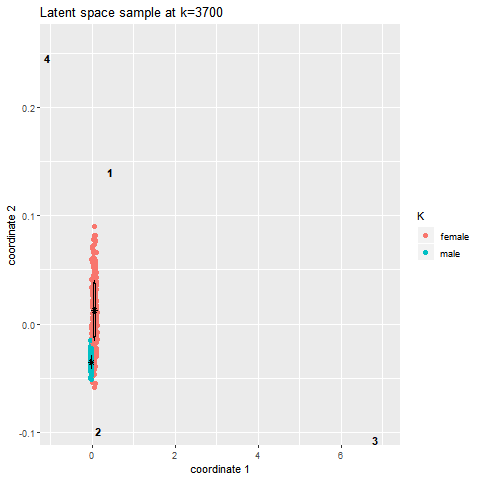 Latent space sample at k=3700
4
0.2
1
0.1
coordinate 2
0.0
-0.1
2
3
0
2
4
6
coordinate 1
K
female
male